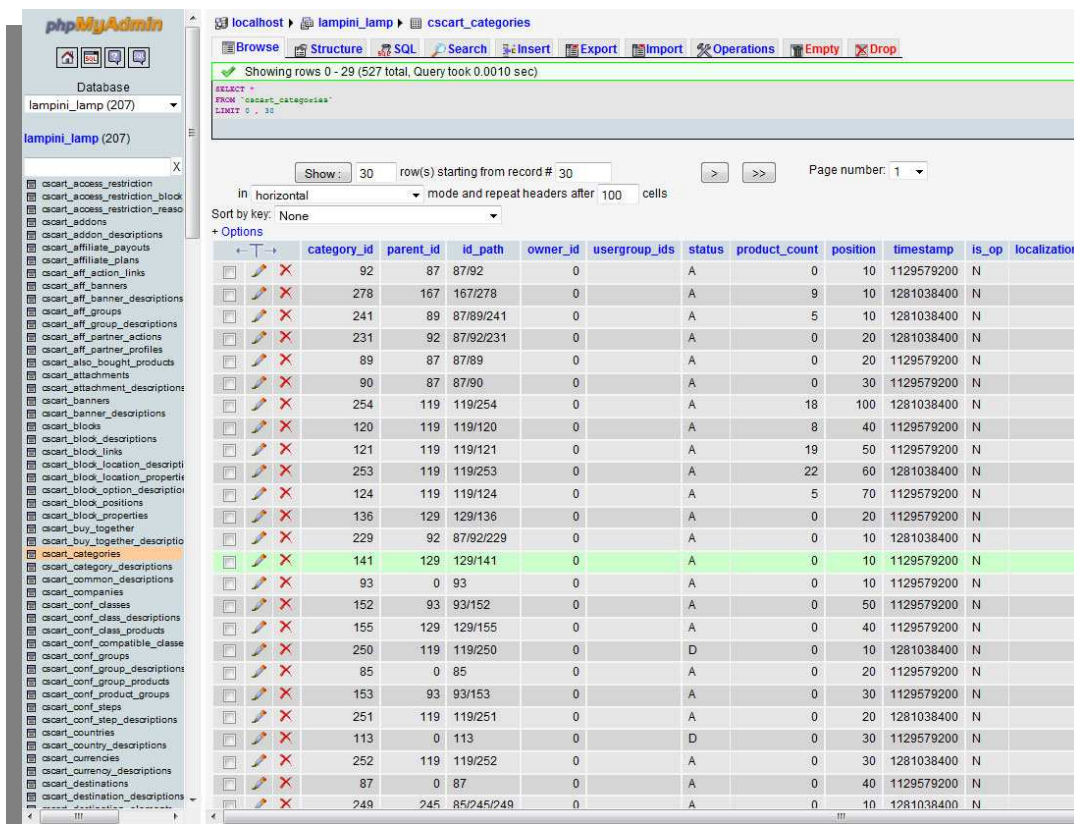 phpMyAdmin
Database
lampini_lamp (207)
lampini_lamp (207)
X
cscart_access_restriction
cscart_access_restriction_block
cscart_access_restriction_reaso
cscart_addons
cscart_addon_descriptions
cscart_affiliate_payouts
cscart_affiliate_plans
cscart_aff_action_links
cscart_aff_banners
cscart_aff_banner_descriptions
cscart_aff_groups
cscart_aff_group_descriptions
cscart_aff_partner_actions
cscart_aff_partner_profiles
cscart_also_bought_products
cscart_attachments
cscart_attachment_descriptions
cscart_banners
cscart_banner_descriptions
cscart_blocks
cscart_block_descriptions
cscart_block_links
cscart_block_location_descripti
cscart_block_location_propertie
cscart_block_option_description
cscart_block_positions
cscart_block_properties
cscart_buy_together
cscart_buy_together_descriptio
cscart_categories
cscart_category_descriptions
cscart_common_descriptions
cscart_companies
cscart_conf_classes
cscart_conf_class_descriptions
cscart_conf_class_products
cscart_conf_compatible_classe
cscart_conf_groups
cscart_conf_group_descriptions
cscart_conf_group_products
cscart_conf_product_groups
cscart_conf_steps
cscart_conf_step_descriptions
cscart_countries
cscart_country_descriptions
cscart_currencies
cscart_currency_descriptions
cscart_destinations
cscart_destination_descriptions
localhost lampini_lamp cscart_categories
Browse Structure SQL Search Insert Export Import Operations Empty Drop
Showing rows 0 - 29 (527 total, Query took 0.0010 sec)
SELECT *
FROM `cscart_categories`
LIMIT 0 , 30
Show : 30 row(s) starting from record # 30 > >> Page number: 1
in horizontal mode and repeat headers after 100 cells
Sort by key: None
+ Options
←T→ category_id parent_id id_path owner_id usergroup_ids status product_count position timestamp is_op localization
92 87 87/92 0 A 0 10 1129579200 N
278 167 167/278 0 A 9 10 1281038400 N
241 89 87/89/241 0 A 5 10 1281038400 N
231 92 87/92/231 0 A 0 20 1281038400 N
89 87 87/89 0 A 0 20 1129579200 N
90 87 87/90 0 A 0 30 1129579200 N
254 119 119/254 0 A 18 100 1281038400 N
120 119 119/120 0 A 8 40 1129579200 N
121 119 119/121 0 A 19 50 1129579200 N
253 119 119/253 0 A 22 60 1281038400 N
124 119 119/124 0 A 5 70 1129579200 N
136 129 129/136 0 A 0 20 1129579200 N
229 92 87/92/229 0 A 0 10 1281038400 N
141 129 129/141 0 A 0 10 1129579200 N
93 0 93 0 A 0 10 1129579200 N
152 93 93/152 0 A 0 50 1129579200 N
155 129 129/155 0 A 0 40 1129579200 N
250 119 119/250 0 D 0 10 1281038400 N
85 0 85 0 A 0 20 1129579200 N
153 93 93/153 0 A 0 30 1129579200 N
251 119 119/251 0 A 0 20 1281038400 N
113 0 113 0 D 0 30 1129579200 N
252 119 119/252 0 A 0 30 1281038400 N
87 0 87 0 A 0 40 1129579200 N
249 245 85/245/249 0 A 0 10 1281038400 N